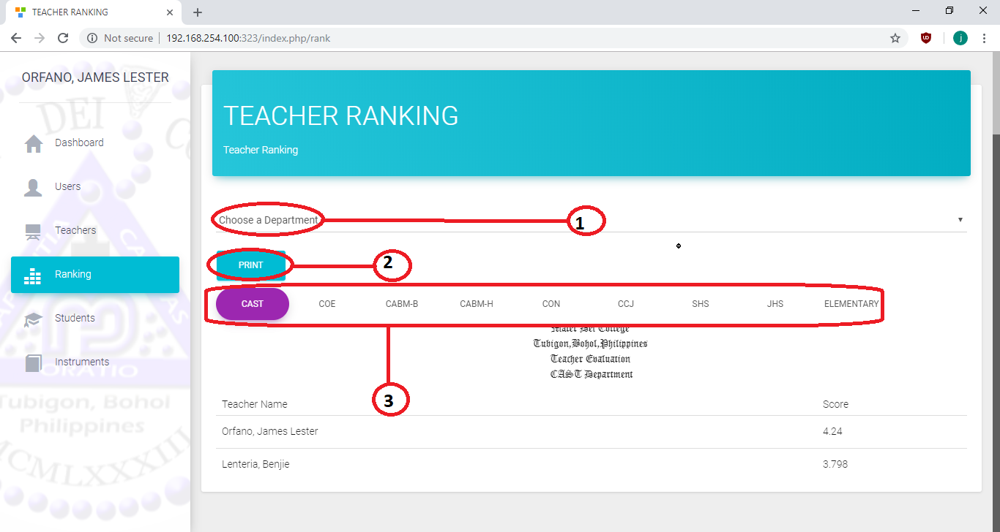 TEACHER RANKING
Not secure 192.168.254.100:323/index.php/rank
j
ORFANO, JAMES LESTER
Dashboard
Users
Teachers
Ranking
Students
Instruments
DEI
ORATIO
Tubigon, Bohol
Philippines
MCMLXXXIII
TEACHER RANKING
Teacher Ranking
Choose a Department
1
PRINT
2
CAST COE CABM-B CABM-H CON CCJ SHS JHS ELEMENTARY
Mater Dei College
Tubigon,Bohol,Philippines
Teacher Evaluation
CAST Department
3
Teacher Name Score
Orfano, James Lester 4.24
Lenteria, Benjie 3.798